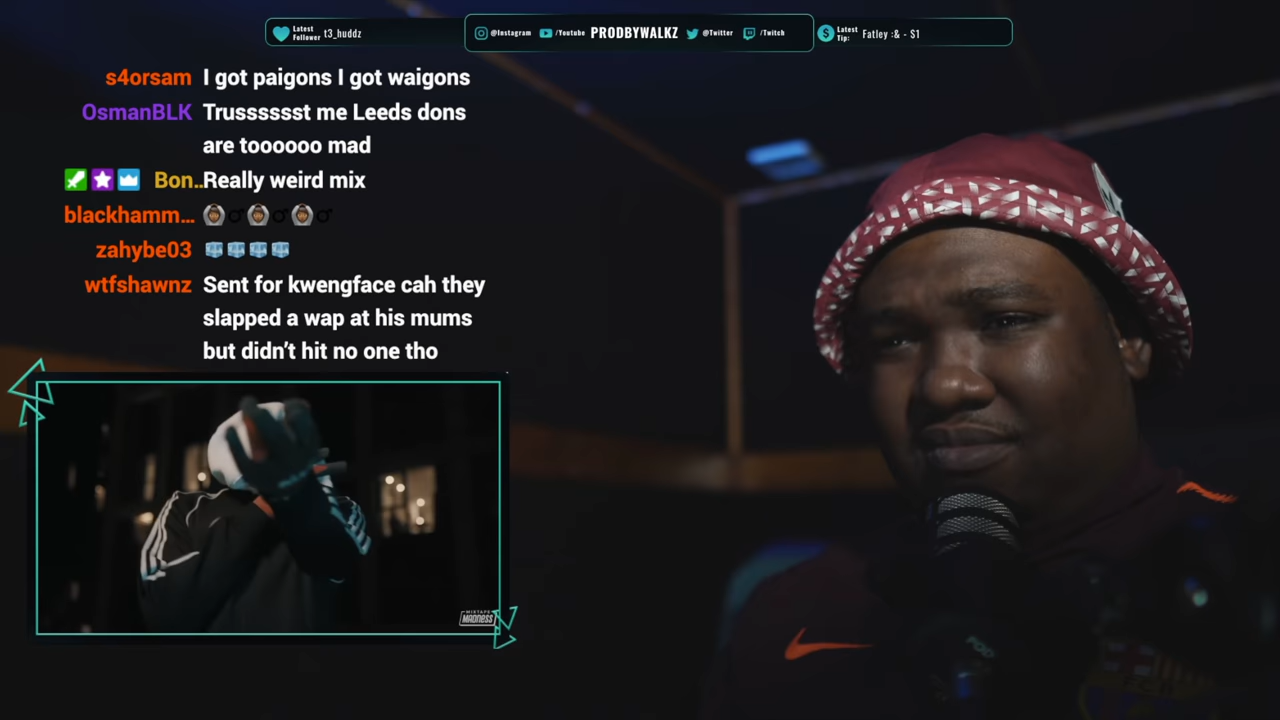 Latest
Follower
t3_huddz
@Instagram
/Youtube
PRODBYWALKZ
@Twitter
/Twitch
Latest
Tip:
Fatley :& - $1
s4orsam I got paigons I got waigons
OsmanBLK Trusssssst me Leeds dons
are toooooo mad
Bon.. Really weird mix
blackhamm...
zahybe03
wtfshawnz Sent for kwengface cah they
slapped a wap at his mums
but didn't hit no one tho
MIXTAPE
MADNESS